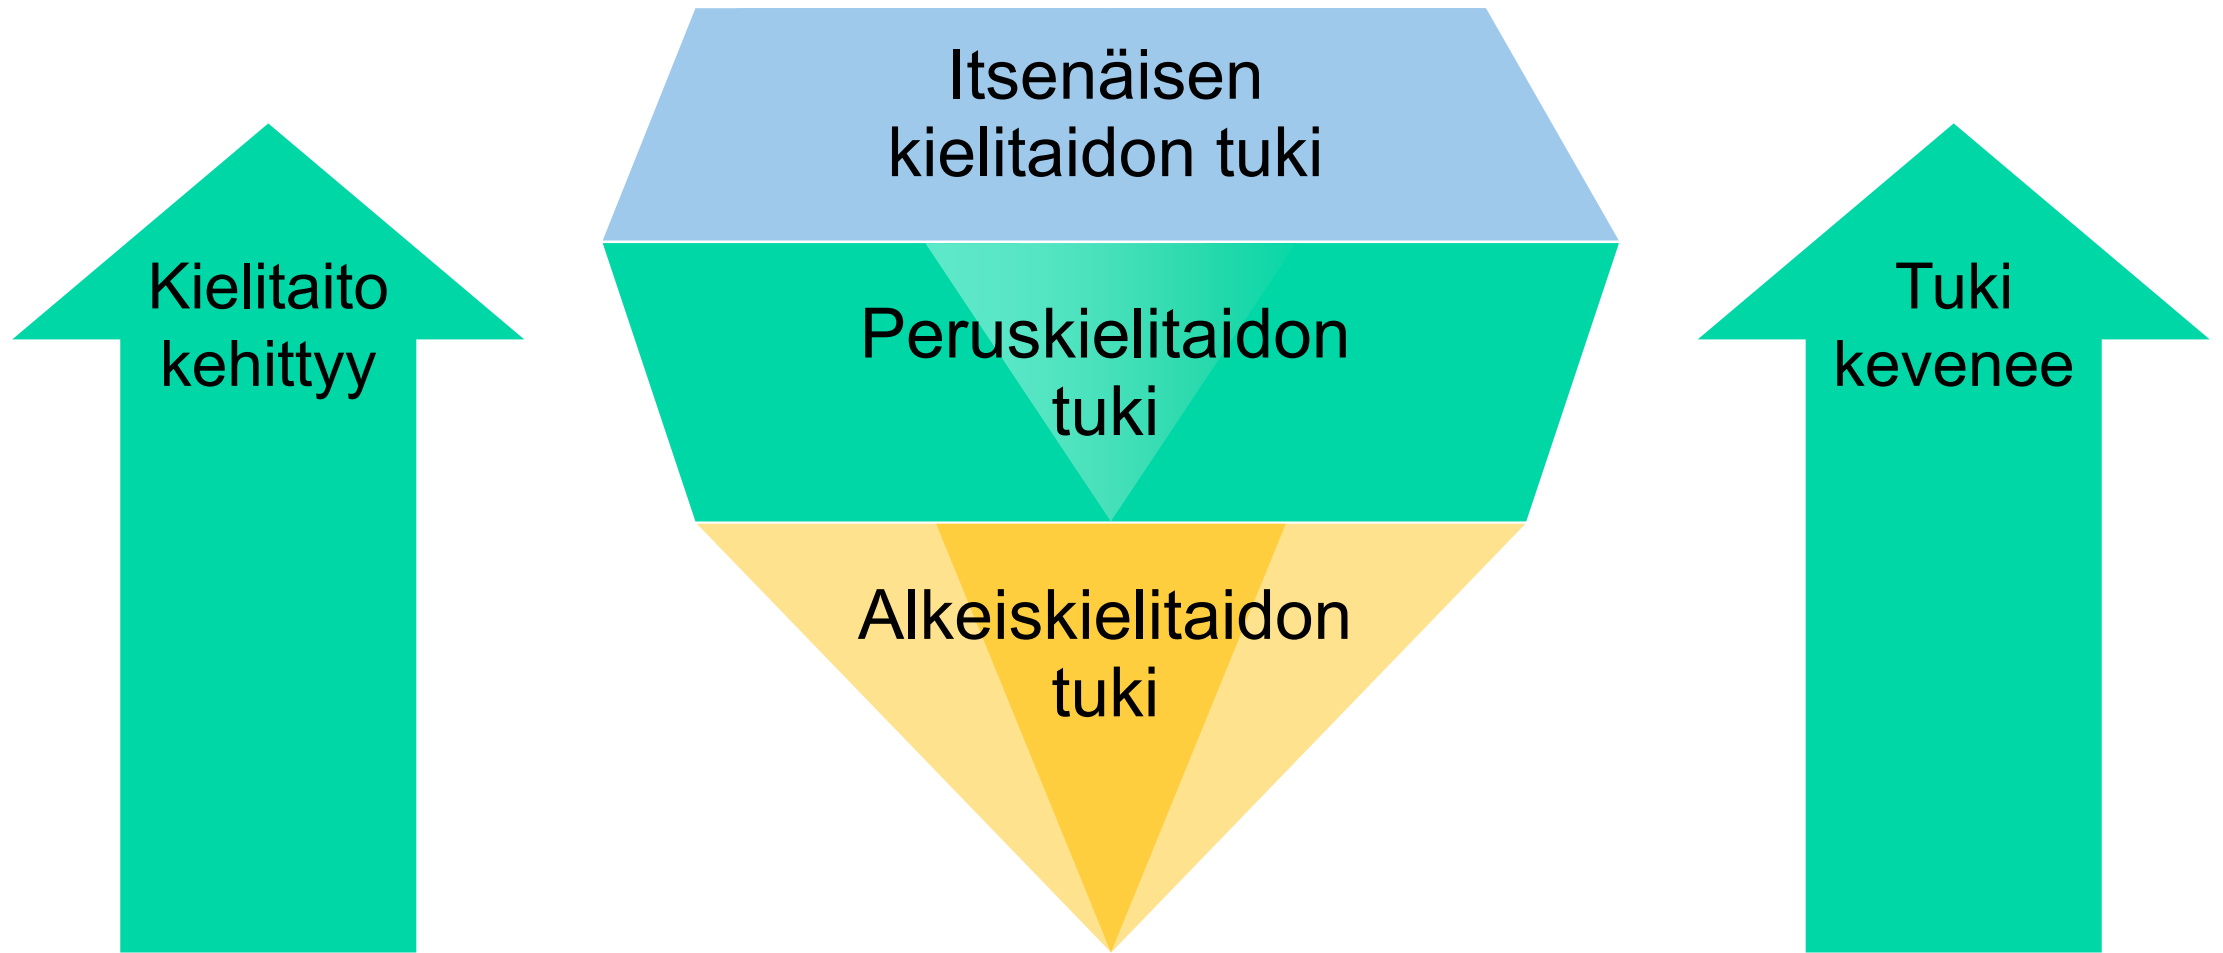 Itsenäisen
kielitaidon tuki
Kielitaito
kehittyy
Peruskielitaidon
tuki
Tuki
kevenee
Alkeiskielitaidon
tuki